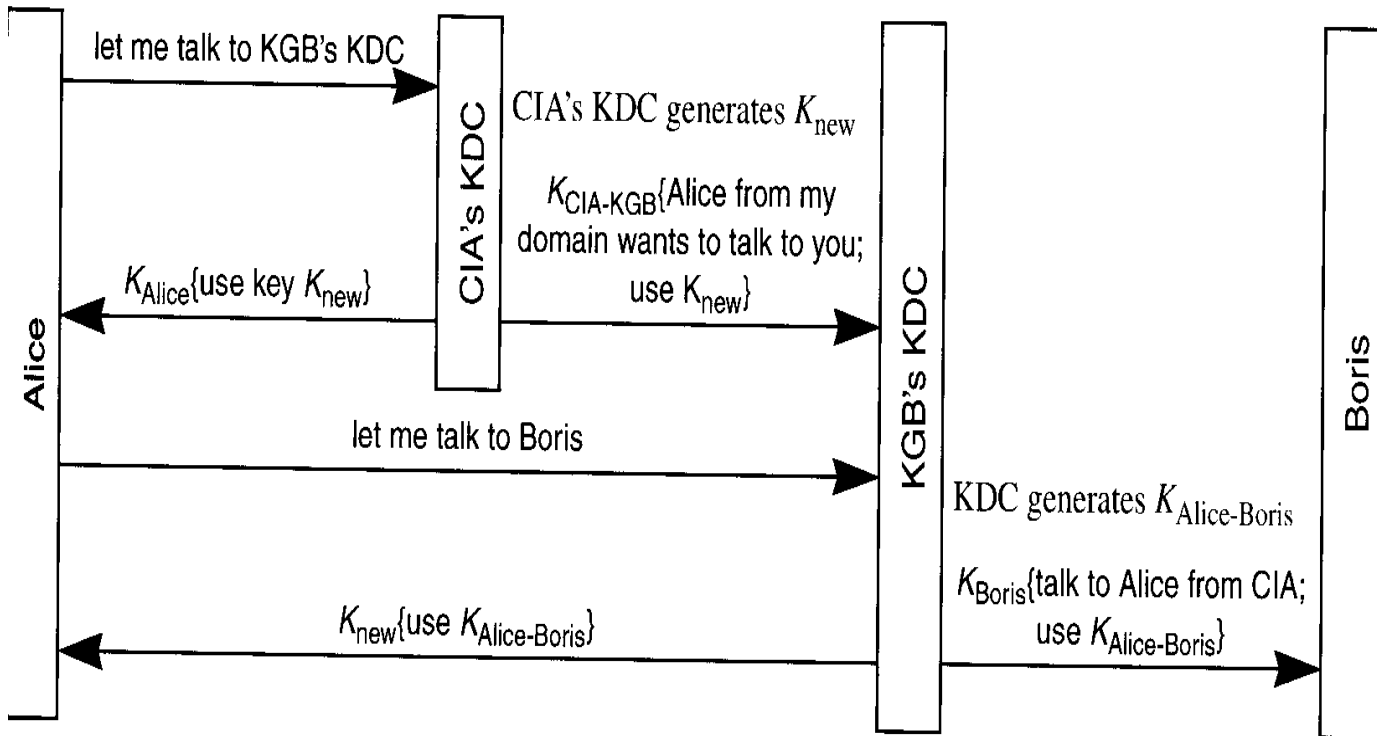 let me talk to KGB's KDC
CIA's KDC generates K_new
K_CIA-KGB{Alice from my
domain wants to talk to you;
use K_new}
K_Alice{use key K_new}
CIA's KDC
Alice
KGB's KDC
Boris
let me talk to Boris
KDC generates K_Alice-Boris
K_Boris{talk to Alice from CIA;
use K_Alice-Boris}
K_new{use K_Alice-Boris}